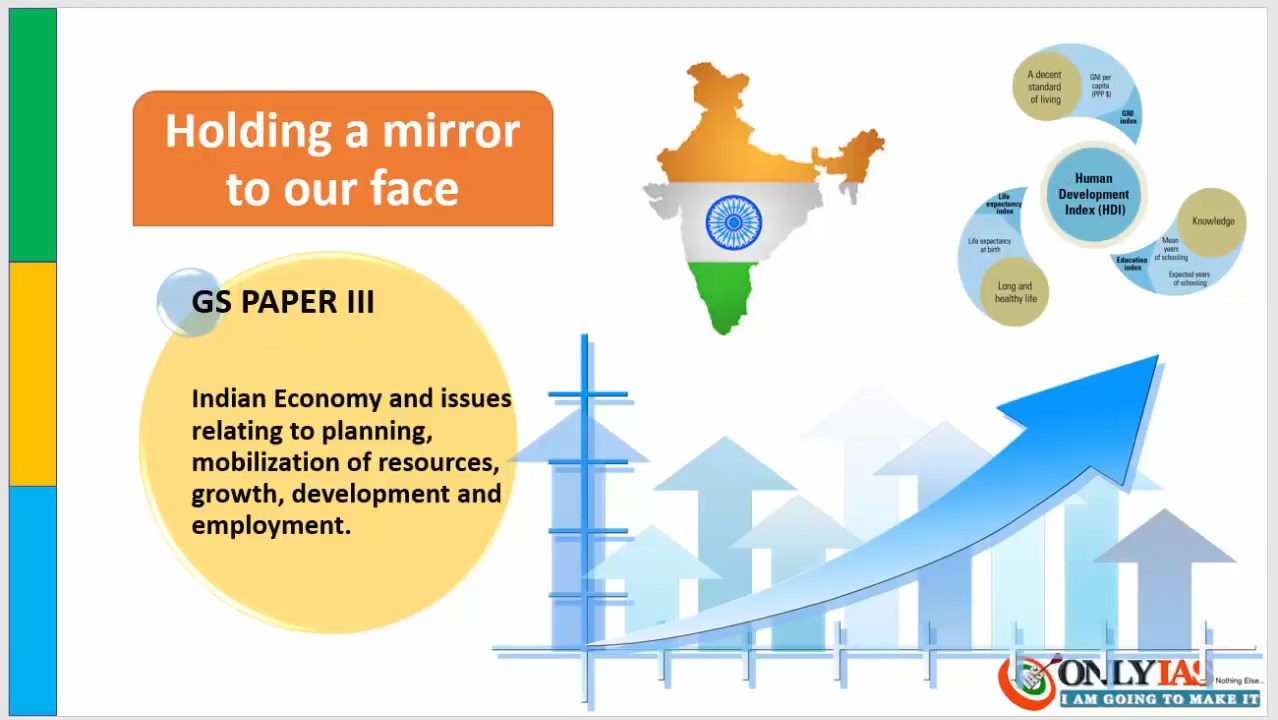 Holding a mirror
to our face
GS PAPER III
Indian Economy and issues
relating to planning,
mobilization of resources,
growth, development and
employment.
A decent
standard
of living
GNI per
capita
(PPP $)
GNI
index
Human
Development
Index (HDI)
Life
expectancy
index
Life expectancy
at birth
Long and
healthy life
Knowledge
Mean
years
of schooling
Expected years
of schooling
Education
index
ONLYIAS
Nothing Else...
I AM GOING TO MAKE IT